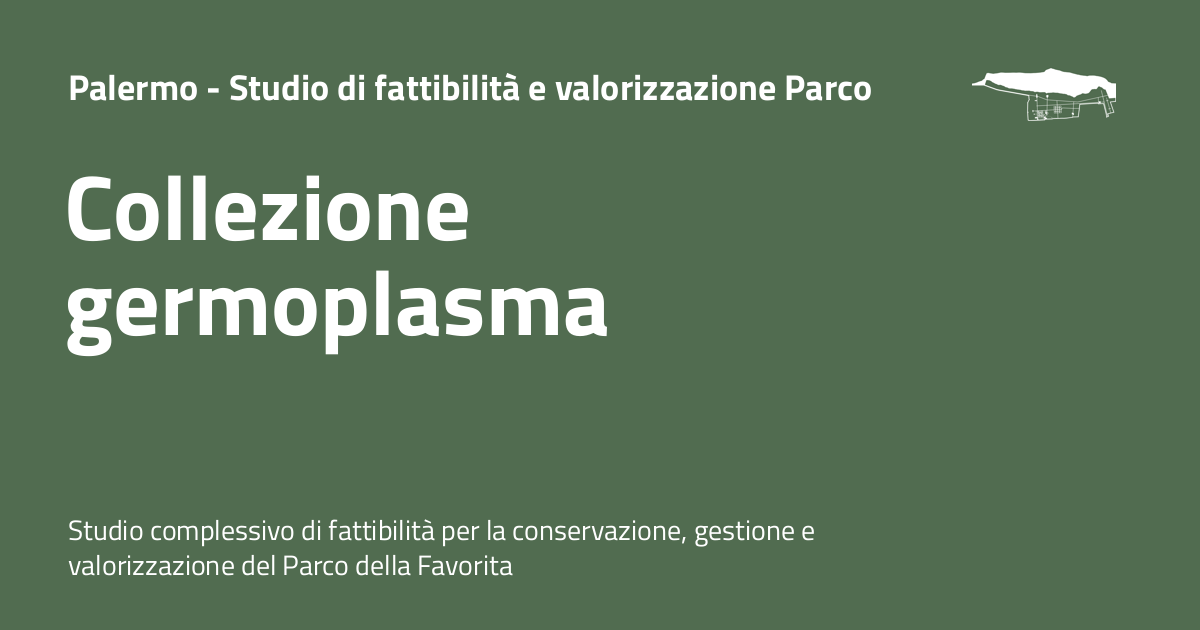 Palermo - Studio di fattibilità e valorizzazione Parco
Collezione
germoplasma
Studio complessivo di fattibilità per la conservazione, gestione e
valorizzazione del Parco della Favorita